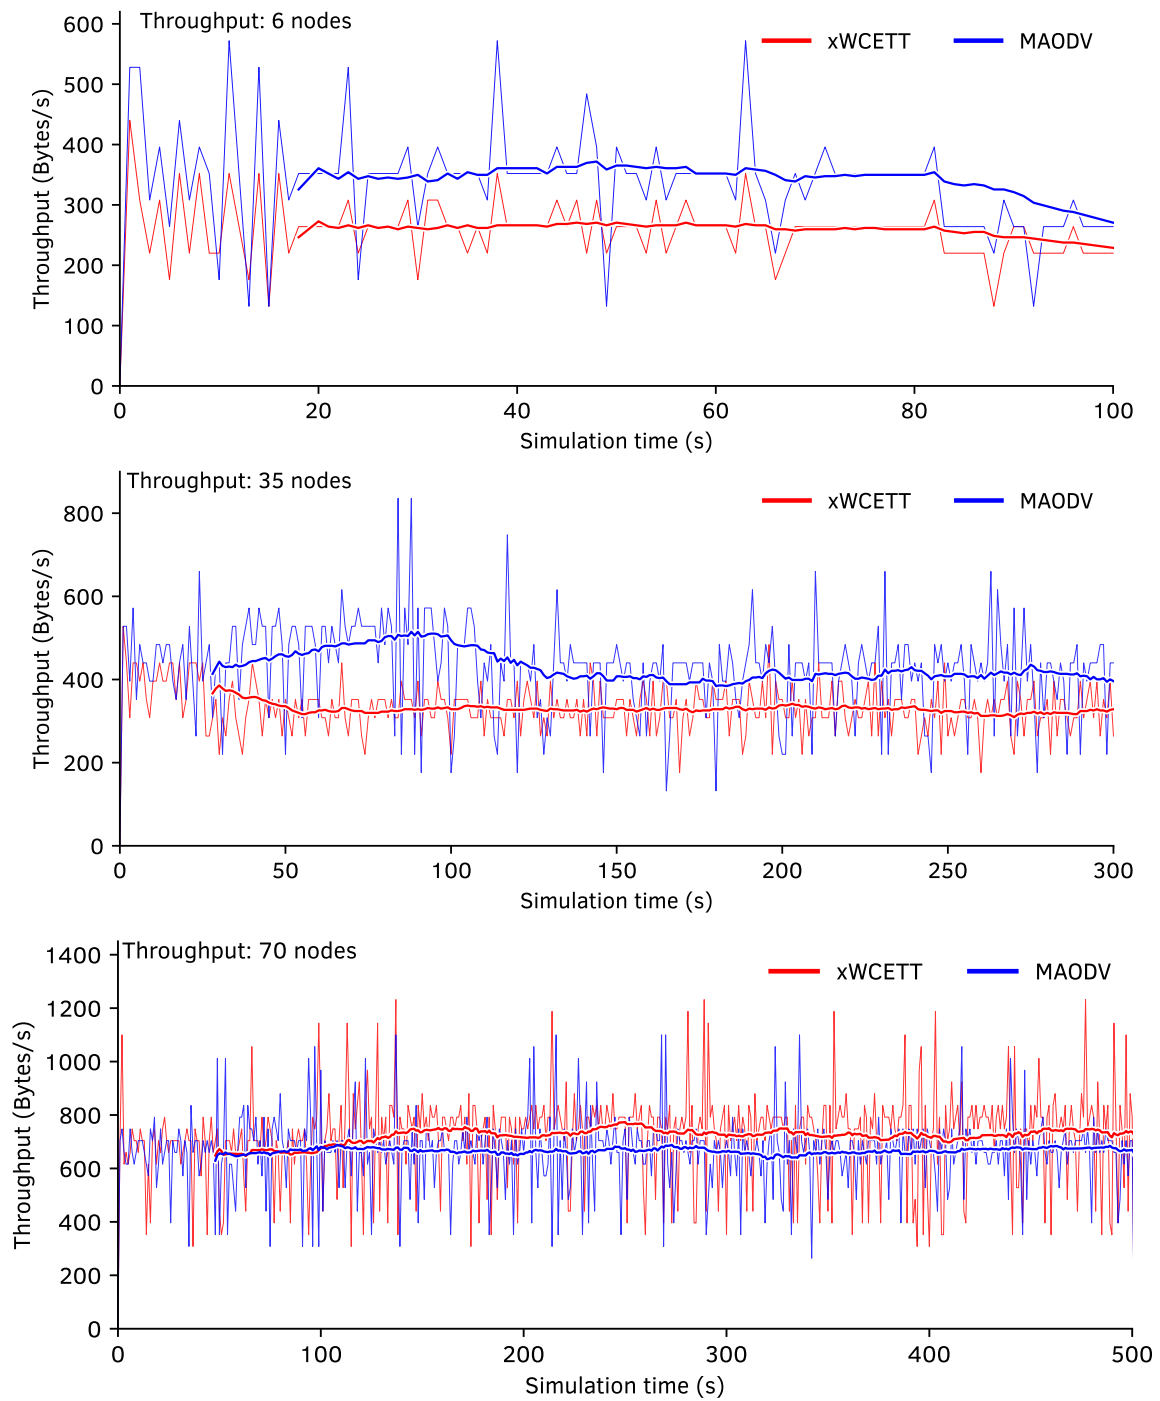 Throughput: 6 nodes
xWCETT
MAODV
Throughput (Bytes/s)
600
500
400
300
200
100
0
0 20 40 60 80 100
Simulation time (s)
Throughput: 35 nodes
xWCETT
MAODV
Throughput (Bytes/s)
800
600
400
200
0
0 50 100 150 200 250 300
Simulation time (s)
Throughput: 70 nodes
xWCETT
MAODV
Throughput (Bytes/s)
1400
1200
1000
800
600
400
200
0
0 100 200 300 400 500
Simulation time (s)